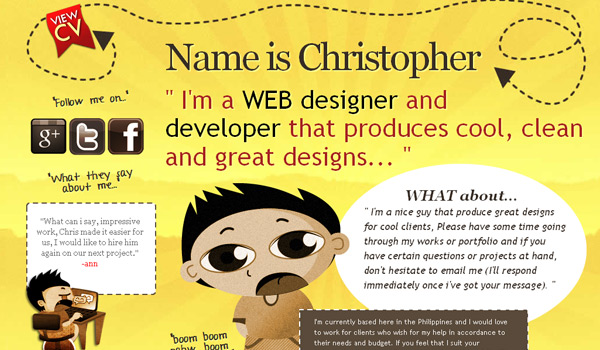 VIEW
CV
Name is Christopher
" I'm a WEB designer and
developer that produces cool, clean
and great designs... "
"Follow me on..."
g+ t f
"What they say
about me...
"What can i say, impressive
work, Chris made it easier for
us, I would like to hire him
again on our next project."
-ann
WHAT about...
" I'm a nice guy that produce great designs
for cool clients, Please have some time going
through my works or portfolio and if you
have certain questions or projects at hand,
don't hesitate to email me (I'll respond
immediately once i've got your message). "
"boom boom
boom
I'm currently based here in the Philippines and I would love
to work for clients who wish for my help in accordance to
their needs and budget. If you feel that I suit your